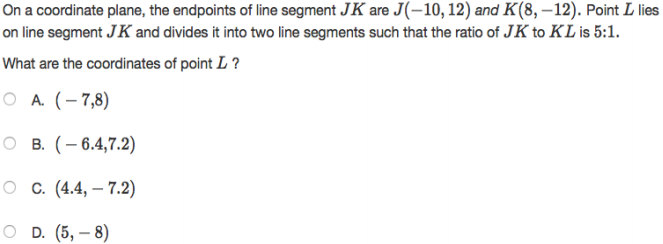 On a coordinate plane, the endpoints of line segment JK are J(−10, 12) and K(8, −12). Point L lies
on line segment JK and divides it into two line segments such that the ratio of JK to KL is 5:1.
What are the coordinates of point L ?
A. (− 7,8)
B. (− 6.4,7.2)
C. (4.4, − 7.2)
D. (5, − 8)